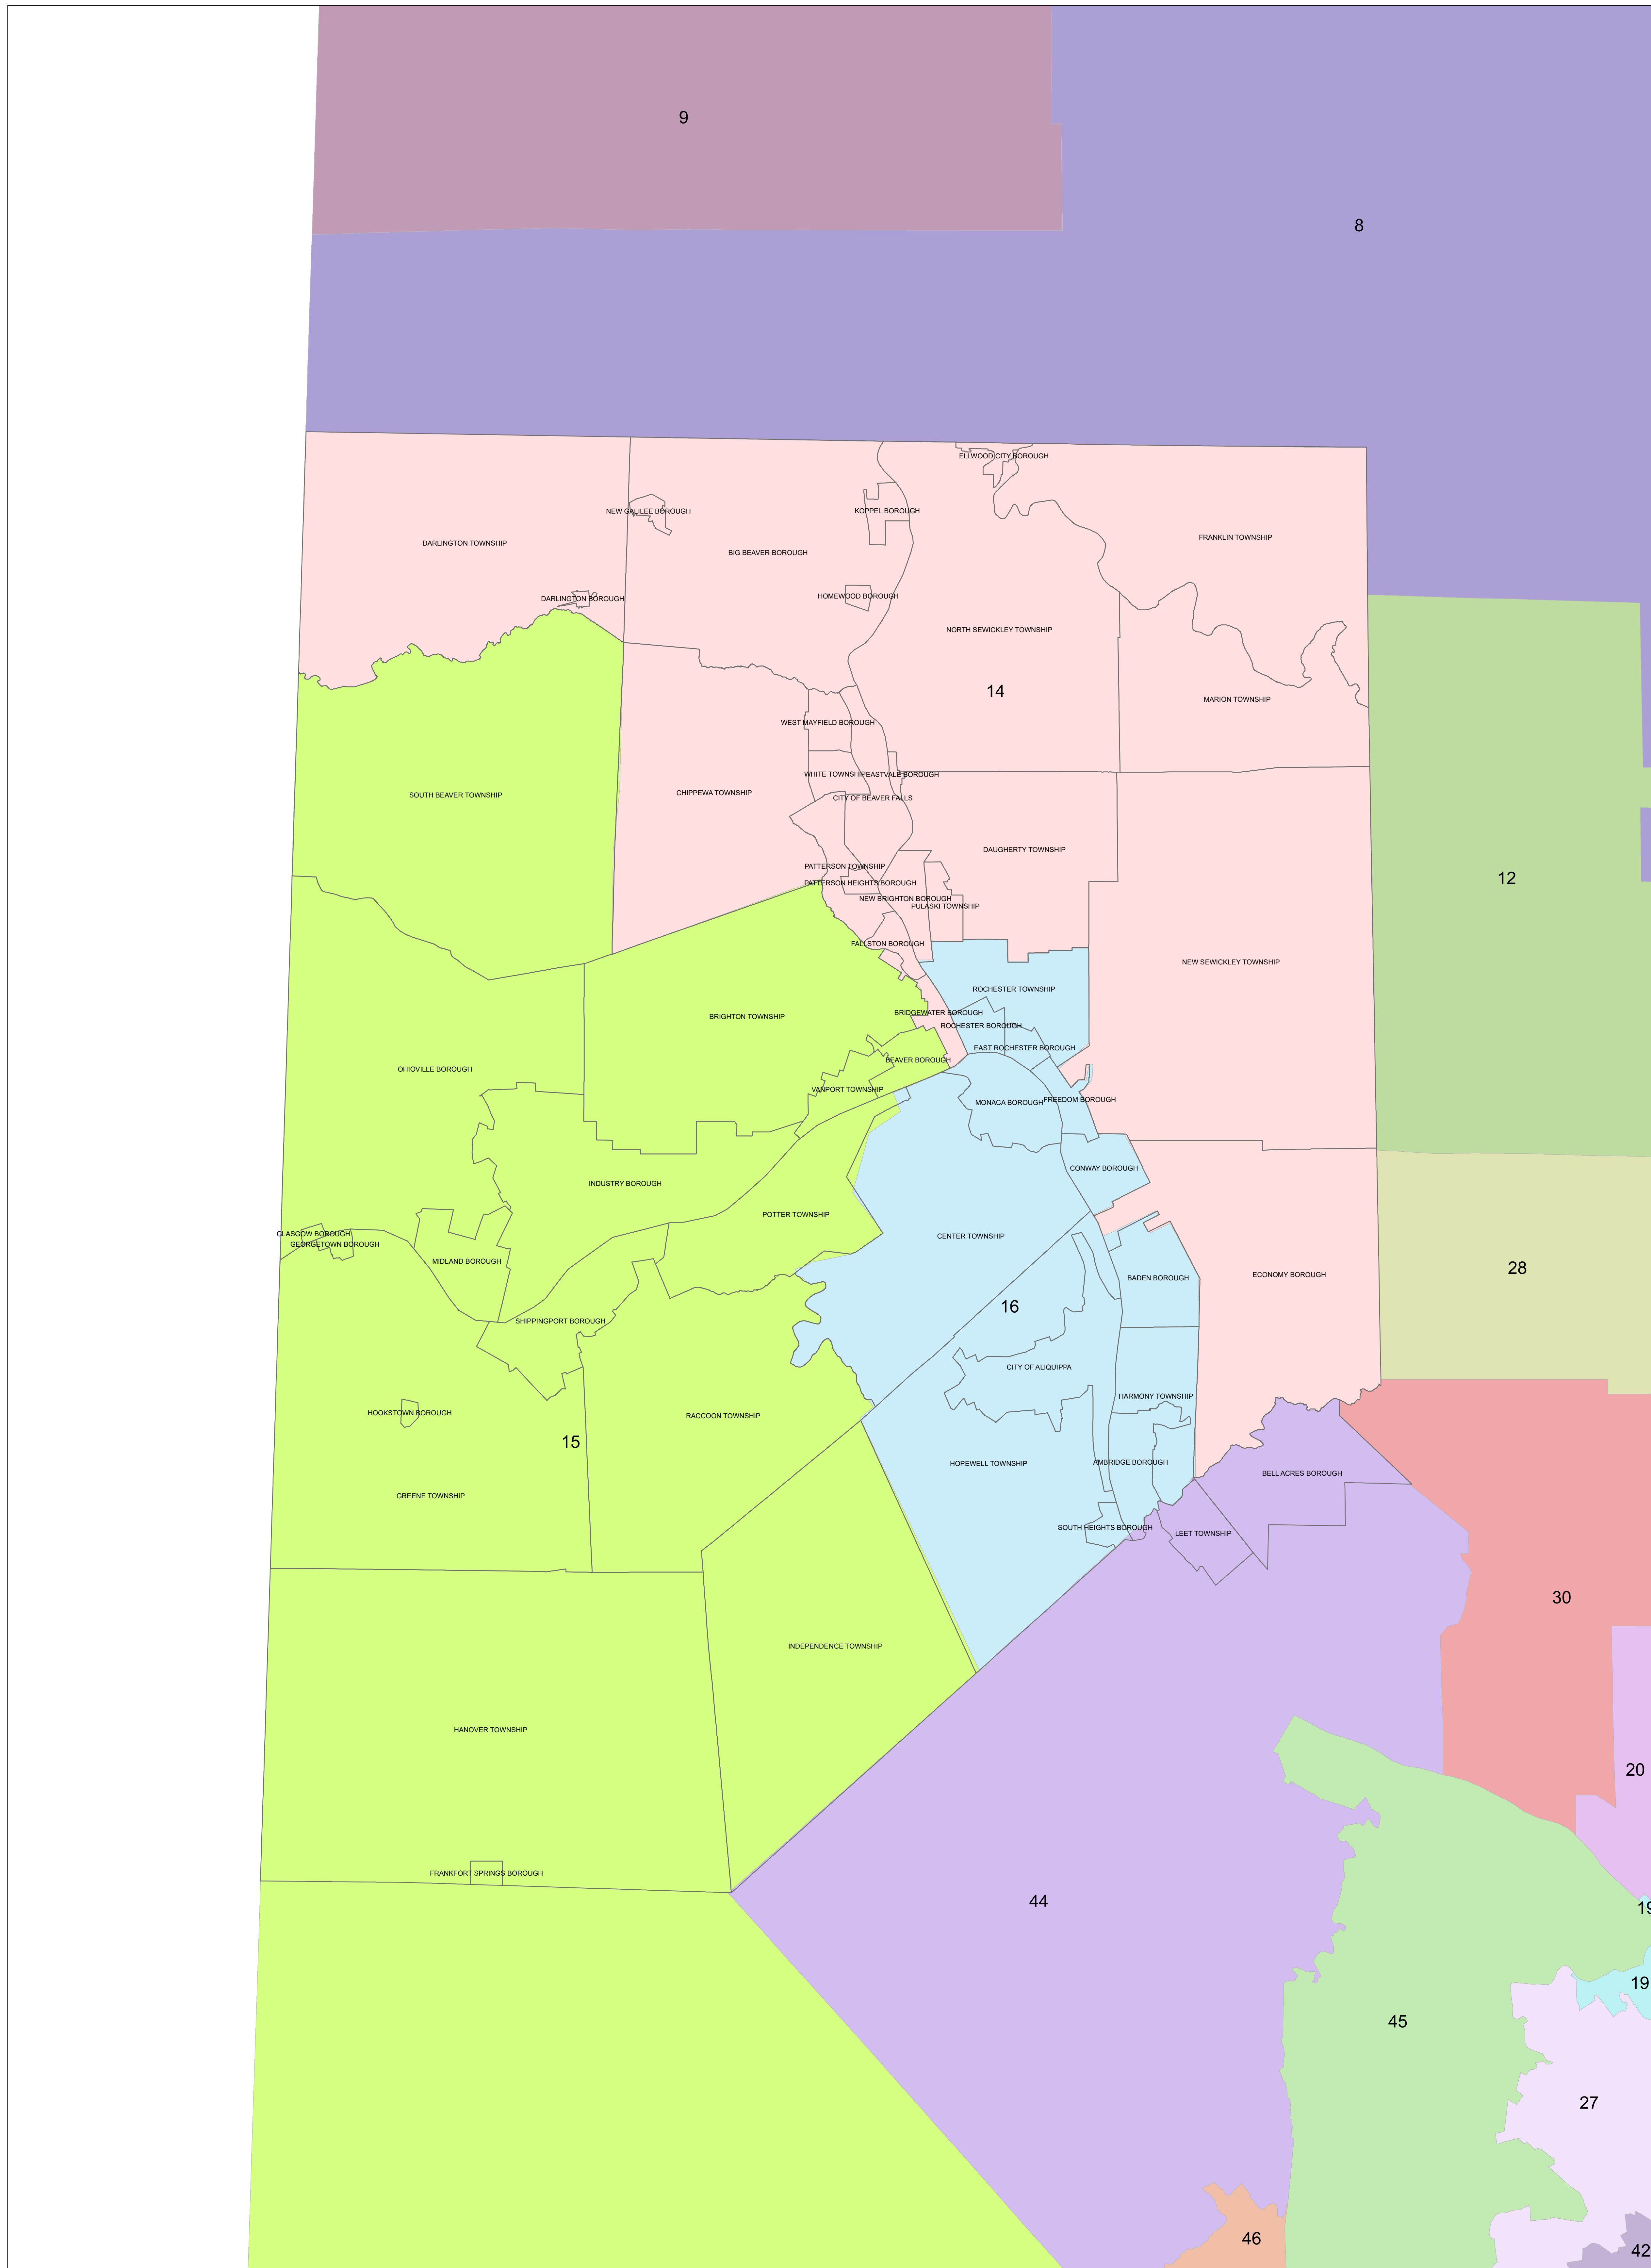 9
8
ELLWOOD CITY BOROUGH
NEW GALILEE BOROUGH
KOPPEL BOROUGH
FRANKLIN TOWNSHIP
DARLINGTON TOWNSHIP
BIG BEAVER BOROUGH
HOMEWOOD BOROUGH
DARLINGTON BOROUGH
NORTH SEWICKLEY TOWNSHIP
14
MARION TOWNSHIP
WEST MAYFIELD BOROUGH
WHITE TOWNSHIP
EASTVALE BOROUGH
SOUTH BEAVER TOWNSHIP
CHIPPEWA TOWNSHIP
CITY OF BEAVER FALLS
DAUGHERTY TOWNSHIP
PATTERSON TOWNSHIP
12
PATTERSON HEIGHTS BOROUGH
NEW BRIGHTON BOROUGH
PULASKI TOWNSHIP
FALLSTON BOROUGH
NEW SEWICKLEY TOWNSHIP
ROCHESTER TOWNSHIP
BRIDGEWATER BOROUGH
BRIGHTON TOWNSHIP
ROCHESTER BOROUGH
EAST ROCHESTER BOROUGH
BEAVER BOROUGH
OHIOVILLE BOROUGH
VANPORT TOWNSHIP
MONACA BOROUGH
FREEDOM BOROUGH
CONWAY BOROUGH
INDUSTRY BOROUGH
POTTER TOWNSHIP
GLASGOW BOROUGH
CENTER TOWNSHIP
GEORGETOWN BOROUGH
MIDLAND BOROUGH
28
ECONOMY BOROUGH
BADEN BOROUGH
16
SHIPPINGPORT BOROUGH
CITY OF ALIQUIPPA
HARMONY TOWNSHIP
HOOKSTOWN BOROUGH
RACCOON TOWNSHIP
15
HOPEWELL TOWNSHIP
AMBRIDGE BOROUGH
BELL ACRES BOROUGH
GREENE TOWNSHIP
SOUTH HEIGHTS BOROUGH
LEET TOWNSHIP
30
INDEPENDENCE TOWNSHIP
HANOVER TOWNSHIP
20
FRANKFORT SPRINGS BOROUGH
44
19
19
45
27
46
42